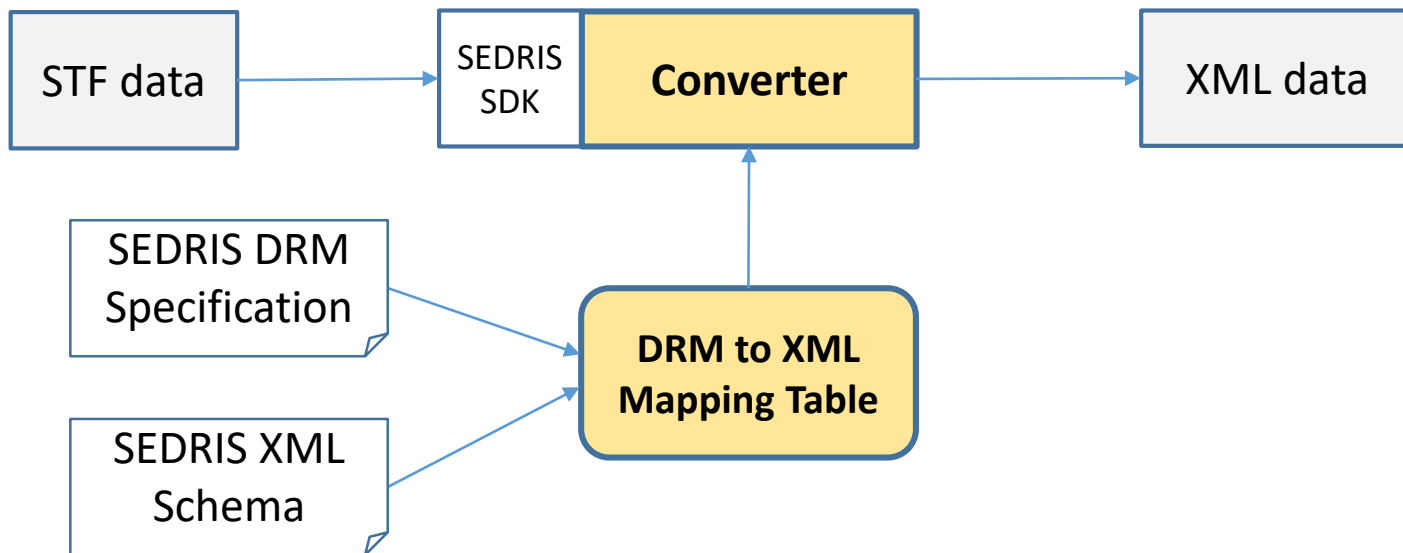 STF data
SEDRIS
SDK
Converter
XML data
SEDRIS DRM
Specification
DRM to XML
Mapping Table
SEDRIS XML
Schema